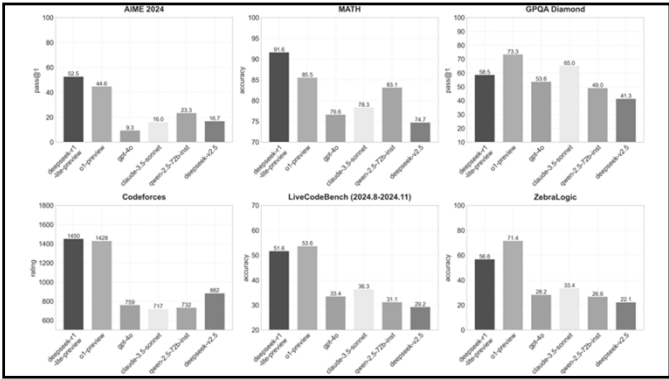 AIME 2024
pass@1
100
80
60
40
20
0
52.5
44.6
9.3
16.0
23.3
16.7
deepseek-r1
-lite-preview
o1-preview
gpt-4o
claude-3.5-sonnet
qwen-2.5-72b-inst
deepseek-v2.5
MATH
accuracy
100
95
90
85
80
75
70
91.6
85.5
76.6
78.3
83.1
74.7
deepseek-r1
-lite-preview
o1-preview
gpt-4o
claude-3.5-sonnet
qwen-2.5-72b-inst
deepseek-v2.5
GPQA Diamond
pass@1
100
90
80
70
60
50
40
30
20
10
58.5
73.3
53.6
65.0
49.0
41.3
deepseek-r1
-lite-preview
o1-preview
gpt-4o
claude-3.5-sonnet
qwen-2.5-72b-inst
deepseek-v2.5
Codeforces
rating
1800
1600
1400
1200
1000
800
600
1450
1428
759
717
732
882
deepseek-r1
-lite-preview
o1-preview
gpt-4o
claude-3.5-sonnet
qwen-2.5-72b-inst
deepseek-v2.5
LiveCodeBench (2024.8-2024.11)
accuracy
70
60
50
40
30
20
51.6
53.6
33.4
36.3
31.1
29.2
deepseek-r1
-lite-preview
o1-preview
gpt-4o
claude-3.5-sonnet
qwen-2.5-72b-inst
deepseek-v2.5
ZebraLogic
accuracy
100
80
60
40
20
0
56.6
71.4
28.2
33.4
26.6
22.1
deepseek-r1
-lite-preview
o1-preview
gpt-4o
claude-3.5-sonnet
qwen-2.5-72b-inst
deepseek-v2.5